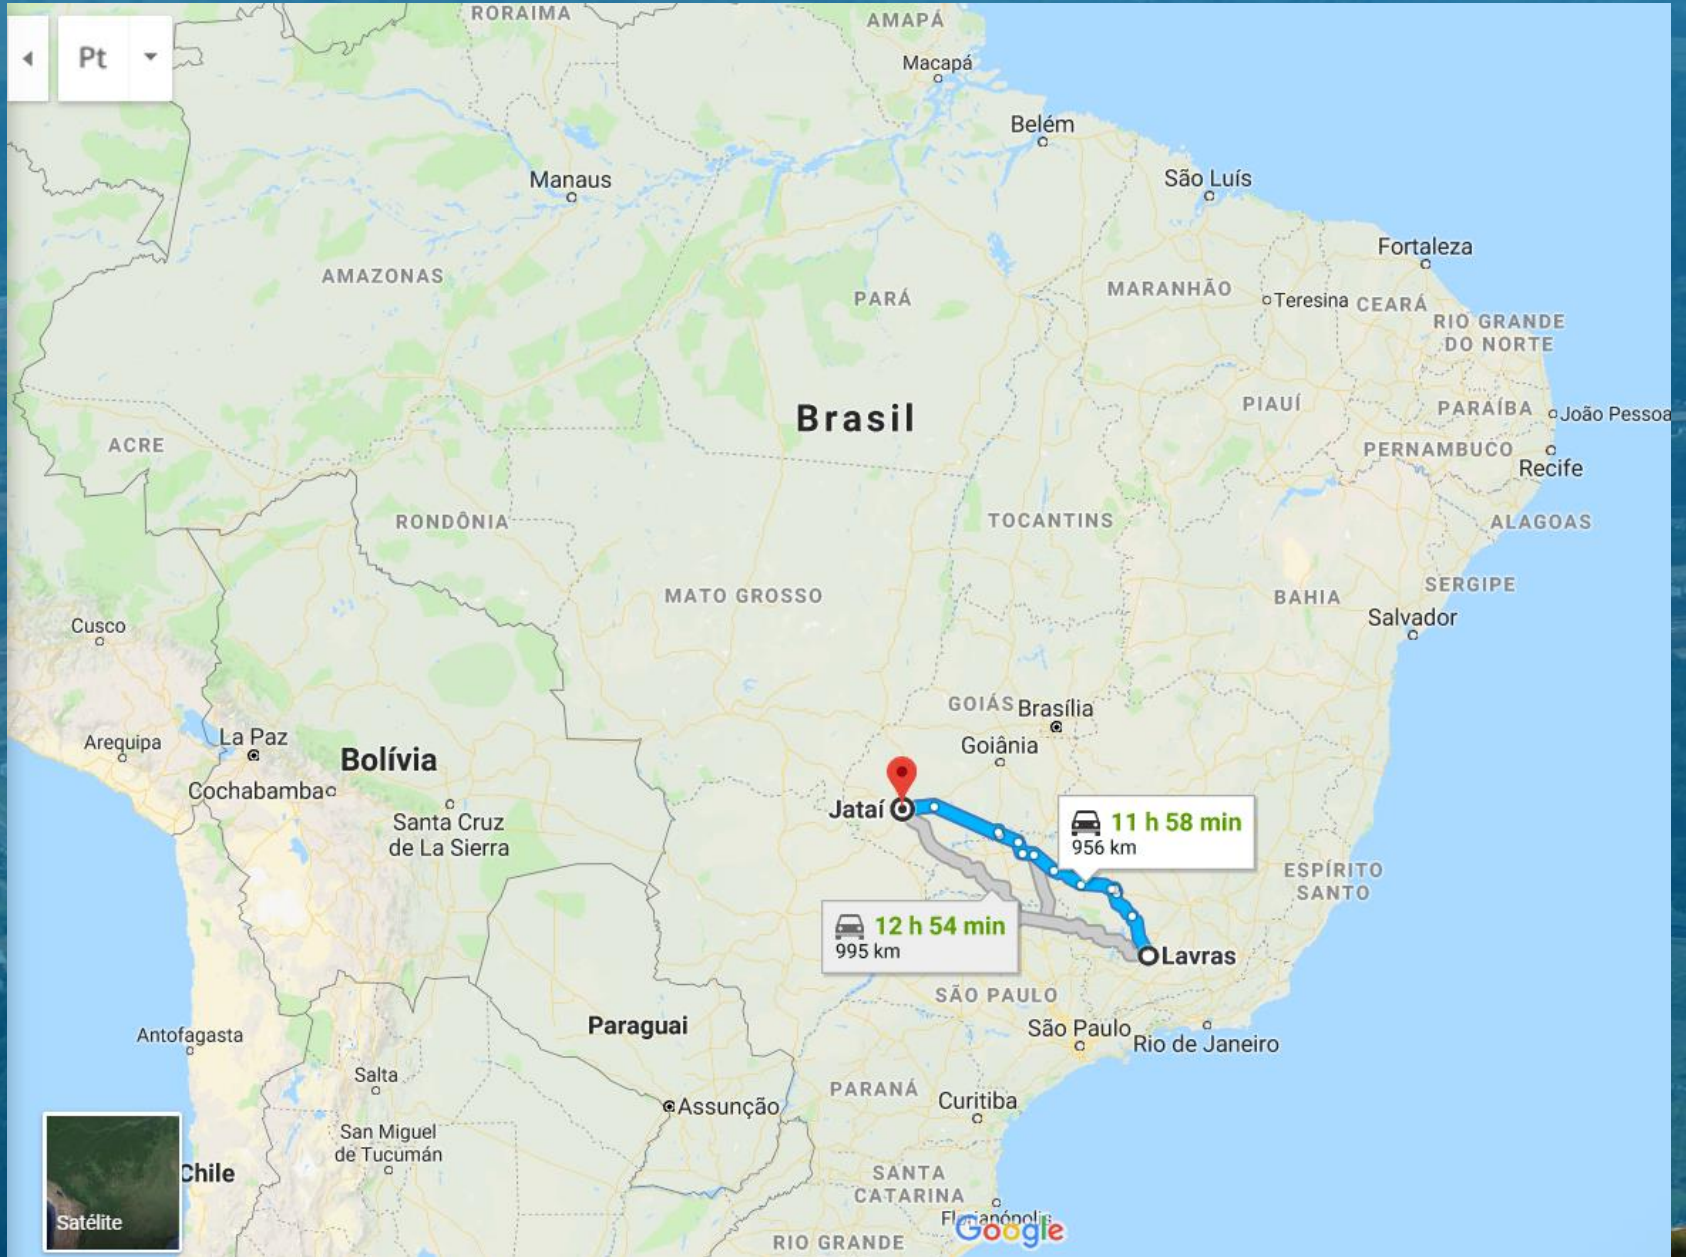 RORAIMA
AMAPÁ
Pt
Macapá
Belém
Manaus
São Luís
Fortaleza
AMAZONAS
PARÁ
MARANHÃO
Teresina
CEARÁ
RIO GRANDE
DO NORTE
Brasil
PIAUÍ
PARAÍBA
João Pessoa
ACRE
PERNAMBUCO
Recife
RONDÔNIA
TOCANTINS
ALAGOAS
MATO GROSSO
BAHIA
SERGIPE
Salvador
Cusco
GOIÁS
Brasília
Arequipa
La Paz
Bolívia
Goiânia
Cochabamba
Jataí
Santa Cruz
de La Sierra
11 h 58 min
956 km
ESPÍRITO
SANTO
12 h 54 min
995 km
Lavras
SÃO PAULO
Paraguai
São Paulo
Rio de Janeiro
Antofagasta
Salta
PARANÁ
Curitiba
Assunção
San Miguel
de Tucumán
Chile
SANTA
CATARINA
Satélite
Florianópolis
Google
RIO GRANDE